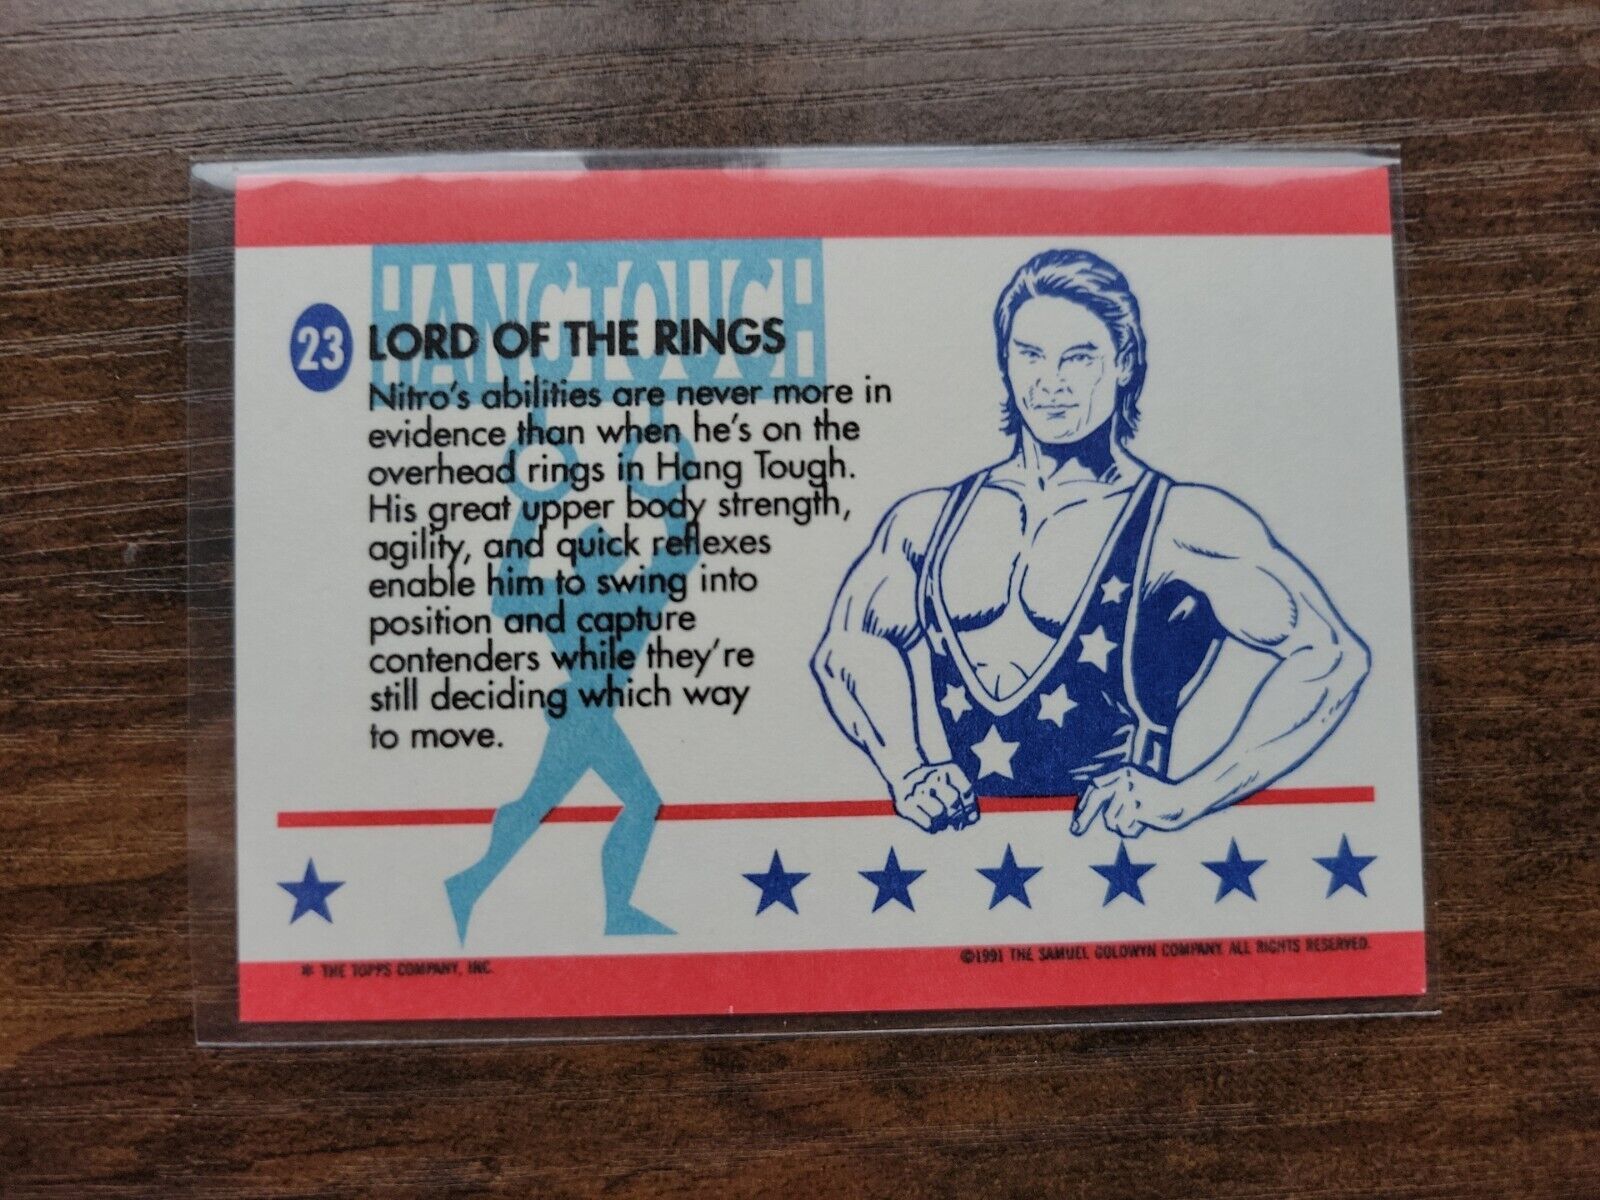 HANGTOUGH
23 LORD OF THE RINGS
Nitro's abilities are never more in
evidence than when he's on the
overhead rings in Hang Tough.
His great upper body strength,
agility, and quick reflexes
enable him to swing into
position and capture
contenders while they're
still deciding which way
to move.
* THE TOPPS COMPANY, INC.
©1991 THE SAMUEL GOLDWYN COMPANY. ALL RIGHTS RESERVED.